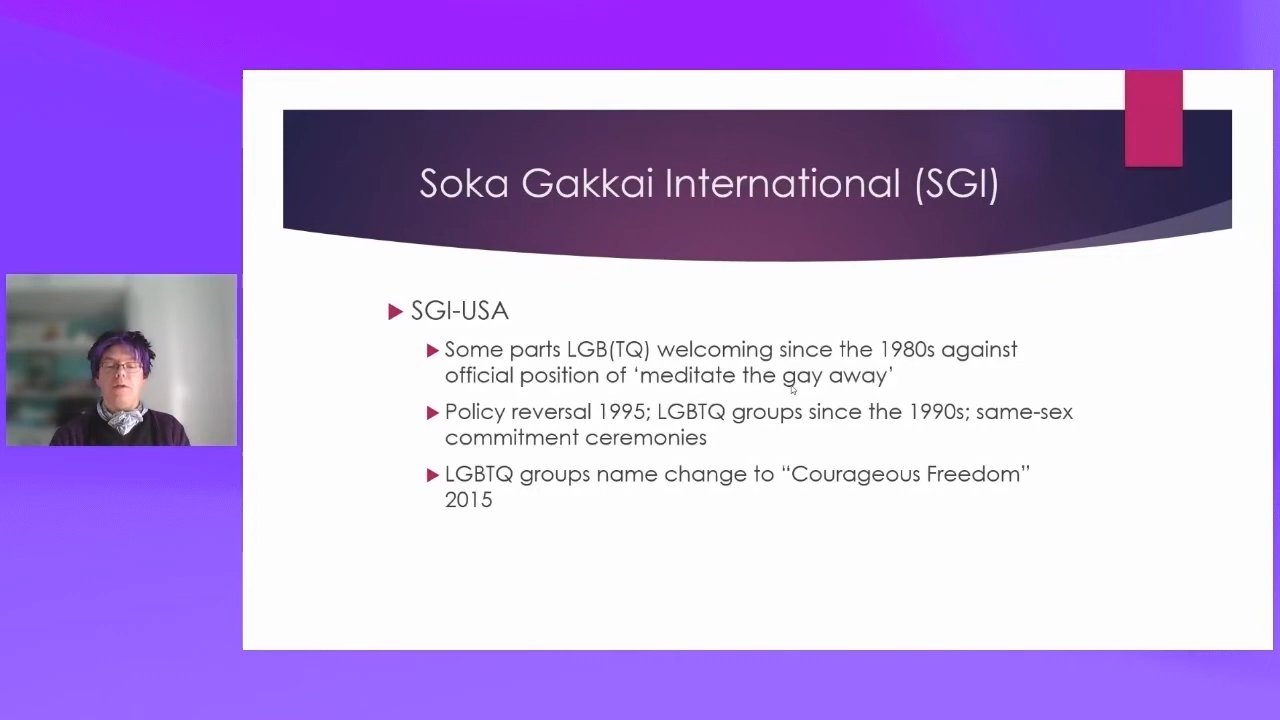 Soka Gakkai International (SGI)
SGI-USA
Some parts LGB(TQ) welcoming since the 1980s against
official position of ‘meditate the gay away’
Policy reversal 1995; LGBTQ groups since the 1990s; same-sex
commitment ceremonies
LGBTQ groups name change to “Courageous Freedom”
2015